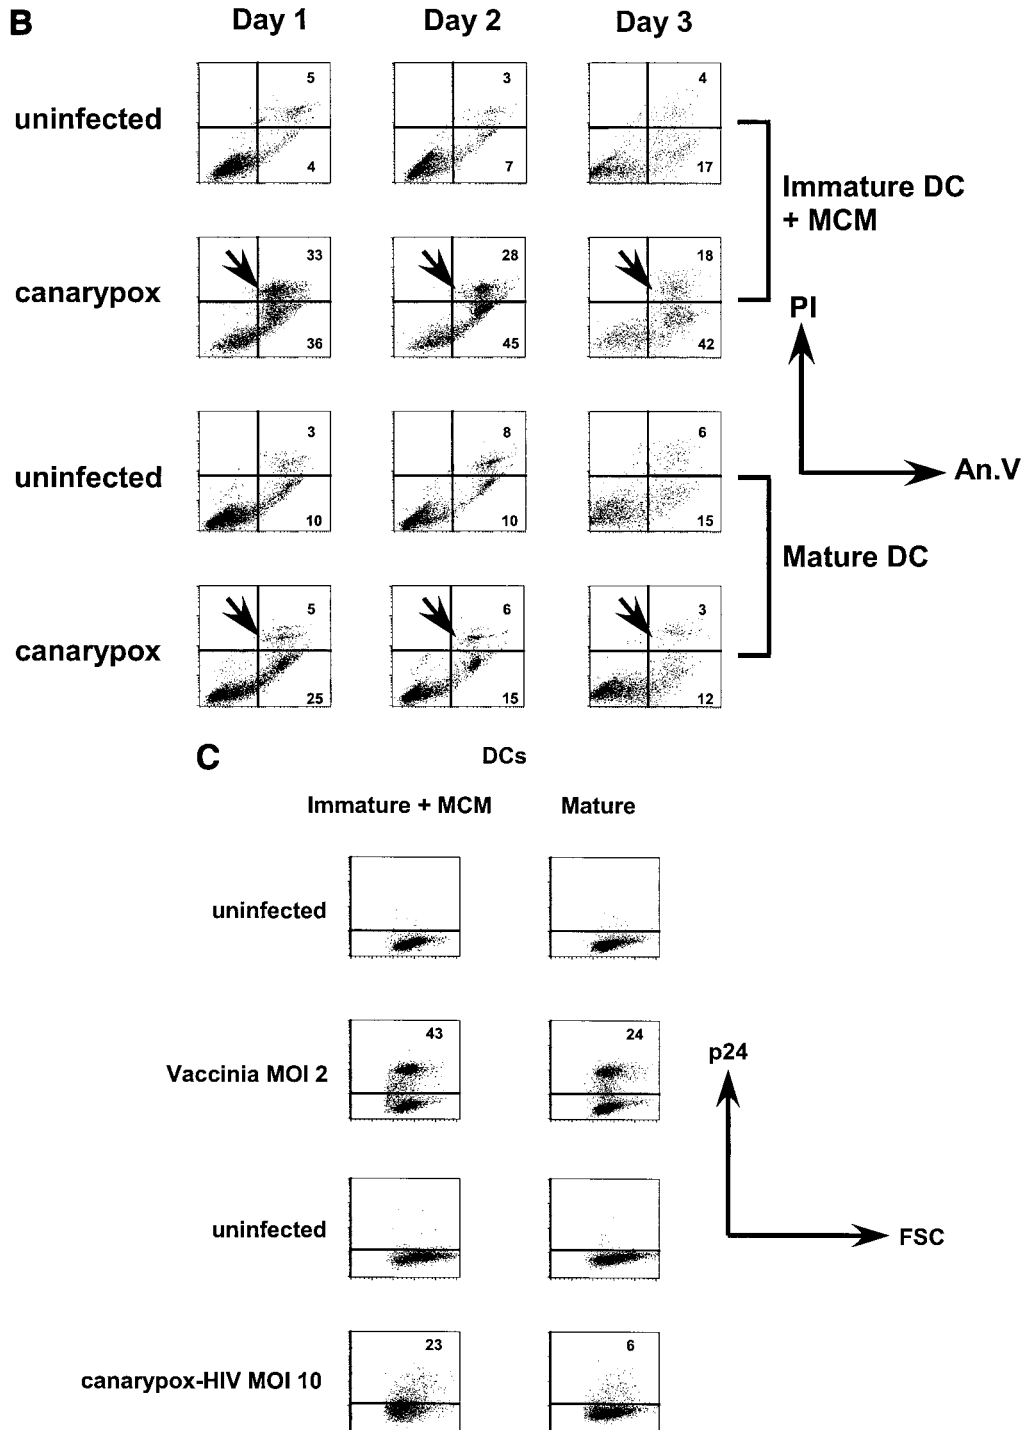 B
Day 1 Day 2 Day 3
uninfected
5 3 4
4 7 17
Immature DC
+ MCM
canarypox
33 28 18
36 45 42
PI
An.V
uninfected
3 8 6
10 10 15
Mature DC
canarypox
5 6 3
25 15 12
C
DCs
Immature + MCM Mature
uninfected
Vaccinia MOI 2
43 24
p24
FSC
uninfected
canarypox-HIV MOI 10
23 6